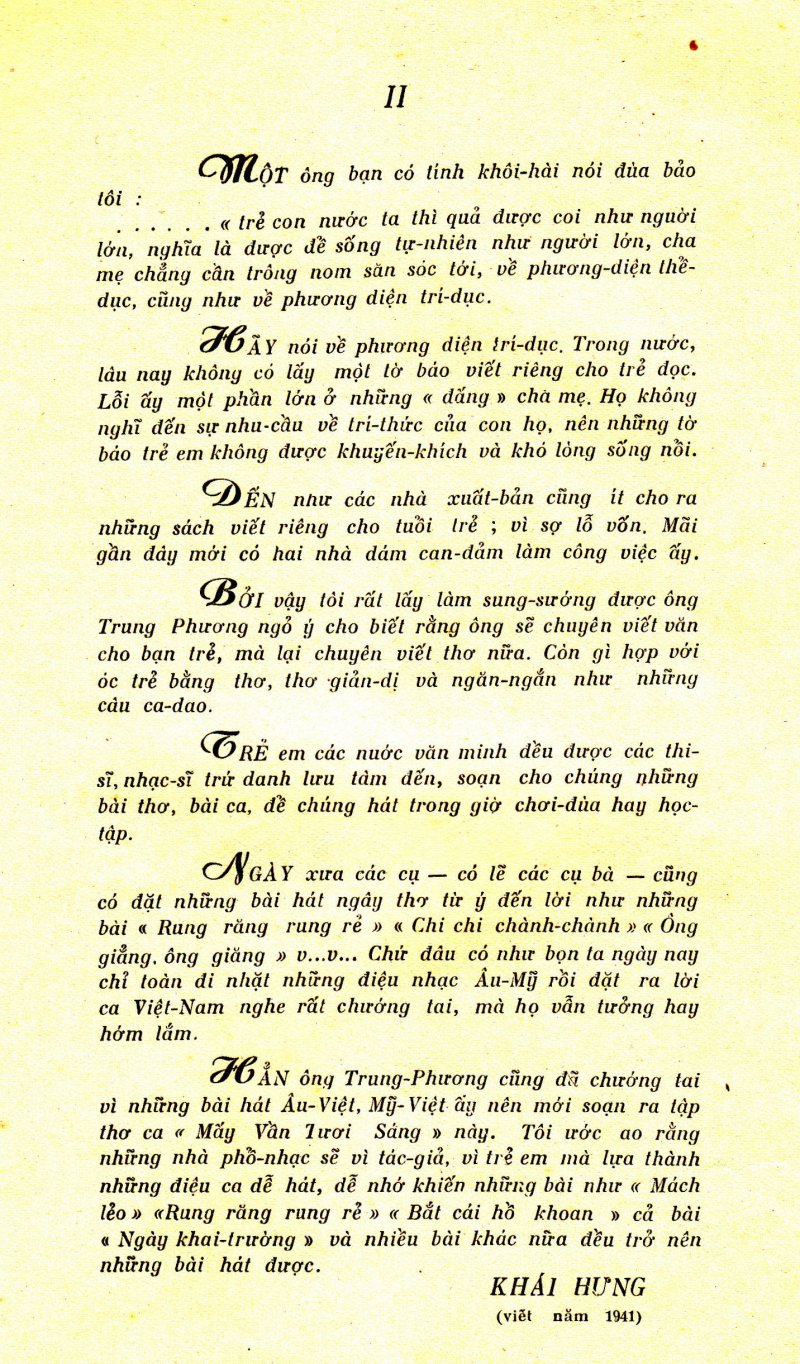 II
MỘT ông bạn có tính khôi-hài nói đùa bảo
tôi :
. . . . . . « trẻ con nước ta thì quả được coi như người
lớn, nghĩa là được để sống tự-nhiên như người lớn, cha
mẹ chẳng cần trông nom săn sóc tới, về phương-diện thể-
dục, cũng như về phương diện trí-dục.
HÃY nói về phương diện trí-dục. Trong nước,
lâu nay không có lấy một tờ báo viết riêng cho trẻ đọc.
Lỗi ấy một phần lớn ở những « đấng » cha mẹ. Họ không
nghĩ đến sự nhu-cầu về trí-thức của con họ, nên những tờ
báo trẻ em không được khuyến-khích và khó lòng sống nổi.
ĐẾN như các nhà xuất-bản cũng ít cho ra
những sách viết riêng cho tuổi trẻ ; vì sợ lỗ vốn. Mãi
gần đây mới có hai nhà dám can-đảm làm công việc ấy.
BỞI vậy tôi rất lấy làm sung-sướng được ông
Trung Phương ngỏ ý cho biết rằng ông sẽ chuyên viết văn
cho bạn trẻ, mà lại chuyên viết thơ nữa. Còn gì hợp với
óc trẻ bằng thơ, thơ giản-dị và ngăn-ngắn như những
câu ca-dao.
TRẺ em các nước văn minh đều được các thi-
sĩ, nhạc-sĩ trứ danh lưu tâm đến, soạn cho chúng những
bài thơ, bài ca, để chúng hát trong giờ chơi-đùa hay học-
tập.
NGÀY xưa các cụ — có lẽ các cụ bà — cũng
có đặt những bài hát ngây thơ từ ý đến lời như những
bài « Rung răng rung rẻ » « Chi chi chành-chành » « Ông
giẳng, ông giăng » v...v... Chứ đâu có như bọn ta ngày nay
chỉ toàn đi nhặt những điệu nhạc Âu-Mỹ rồi đặt ra lời
ca Việt-Nam nghe rất chướng tai, mà họ vẫn tưởng hay
hớm lắm.
HẲN ông Trung-Phương cũng đã chướng tai
vì những bài hát Âu-Việt, Mỹ-Việt ấy nên mới soạn ra tập
thơ ca « Mấy Vần Tươi Sáng » này. Tôi ước ao rằng
những nhà phổ-nhạc sẽ vì tác-giả, vì trẻ em mà lựa thành
những điệu ca dễ hát, dễ nhớ khiến những bài như « Mách
lẻo » «Rung răng rung rẻ » « Bắt cái hồ khoan » cả bài
« Ngày khai-trường » và nhiều bài khác nữa đều trở nên
những bài hát được.
KHÁI HƯNG
(viết năm 1941)